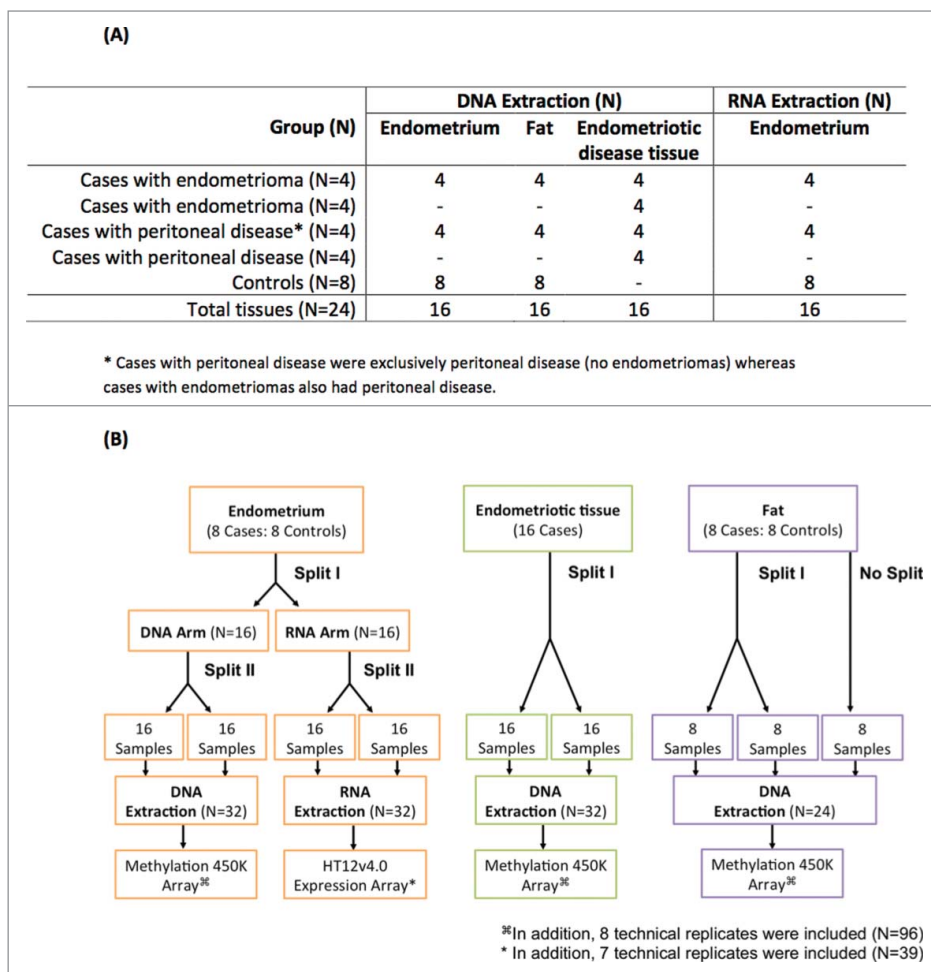 (A)
DNA Extraction (N) RNA Extraction (N)
Group (N) Endometrium Fat Endometriotic disease tissue Endometrium
Cases with endometrioma (N=4) 4 4 4 4
Cases with endometrioma (N=4) - - 4 -
Cases with peritoneal disease* (N=4) 4 4 4 4
Cases with peritoneal disease (N=4) - - 4 -
Controls (N=8) 8 8 - 8
Total tissues (N=24) 16 16 16 16
* Cases with peritoneal disease were exclusively peritoneal disease (no endometriomas) whereas
cases with endometriomas also had peritoneal disease.
(B)
Endometrium
(8 Cases: 8 Controls)
Split I
DNA Arm (N=16)
RNA Arm (N=16)
Split II
Split II
16
Samples
16
Samples
16
Samples
16
Samples
DNA
Extraction (N=32)
RNA
Extraction (N=32)
Methylation 450K
Array⌘
HT12v4.0
Expression Array*
Endometriotic tissue
(16 Cases)
Split I
16
Samples
16
Samples
DNA
Extraction (N=32)
Methylation 450K
Array⌘
Fat
(8 Cases: 8 Controls)
Split I
No Split
8
Samples
8
Samples
8
Samples
DNA
Extraction (N=24)
Methylation 450K
Array⌘
⌘In addition, 8 technical replicates were included (N=96)
* In addition, 7 technical replicates were included (N=39)